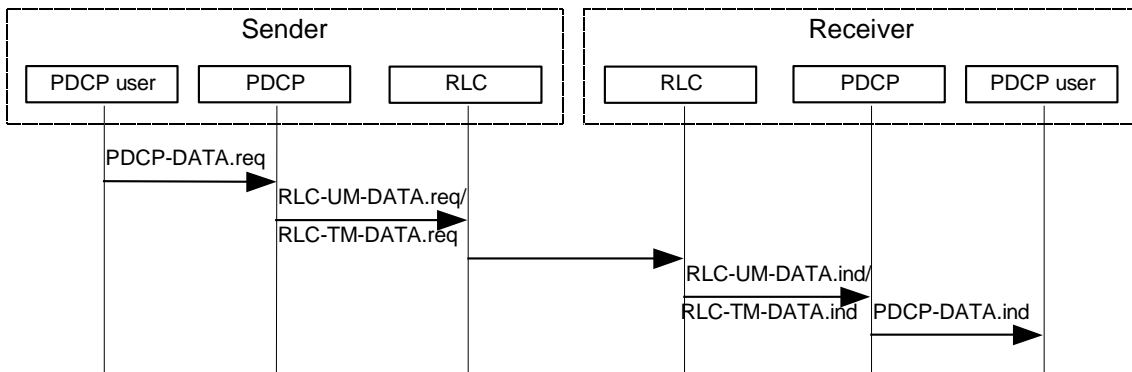 Sender
Receiver
PDCP user
PDCP
RLC
RLC
PDCP
PDCP user
PDCP-DATA.req
RLC-UM-DATA.req/
RLC-TM-DATA.req
RLC-UM-DATA.ind/
RLC-TM-DATA.ind
PDCP-DATA.ind